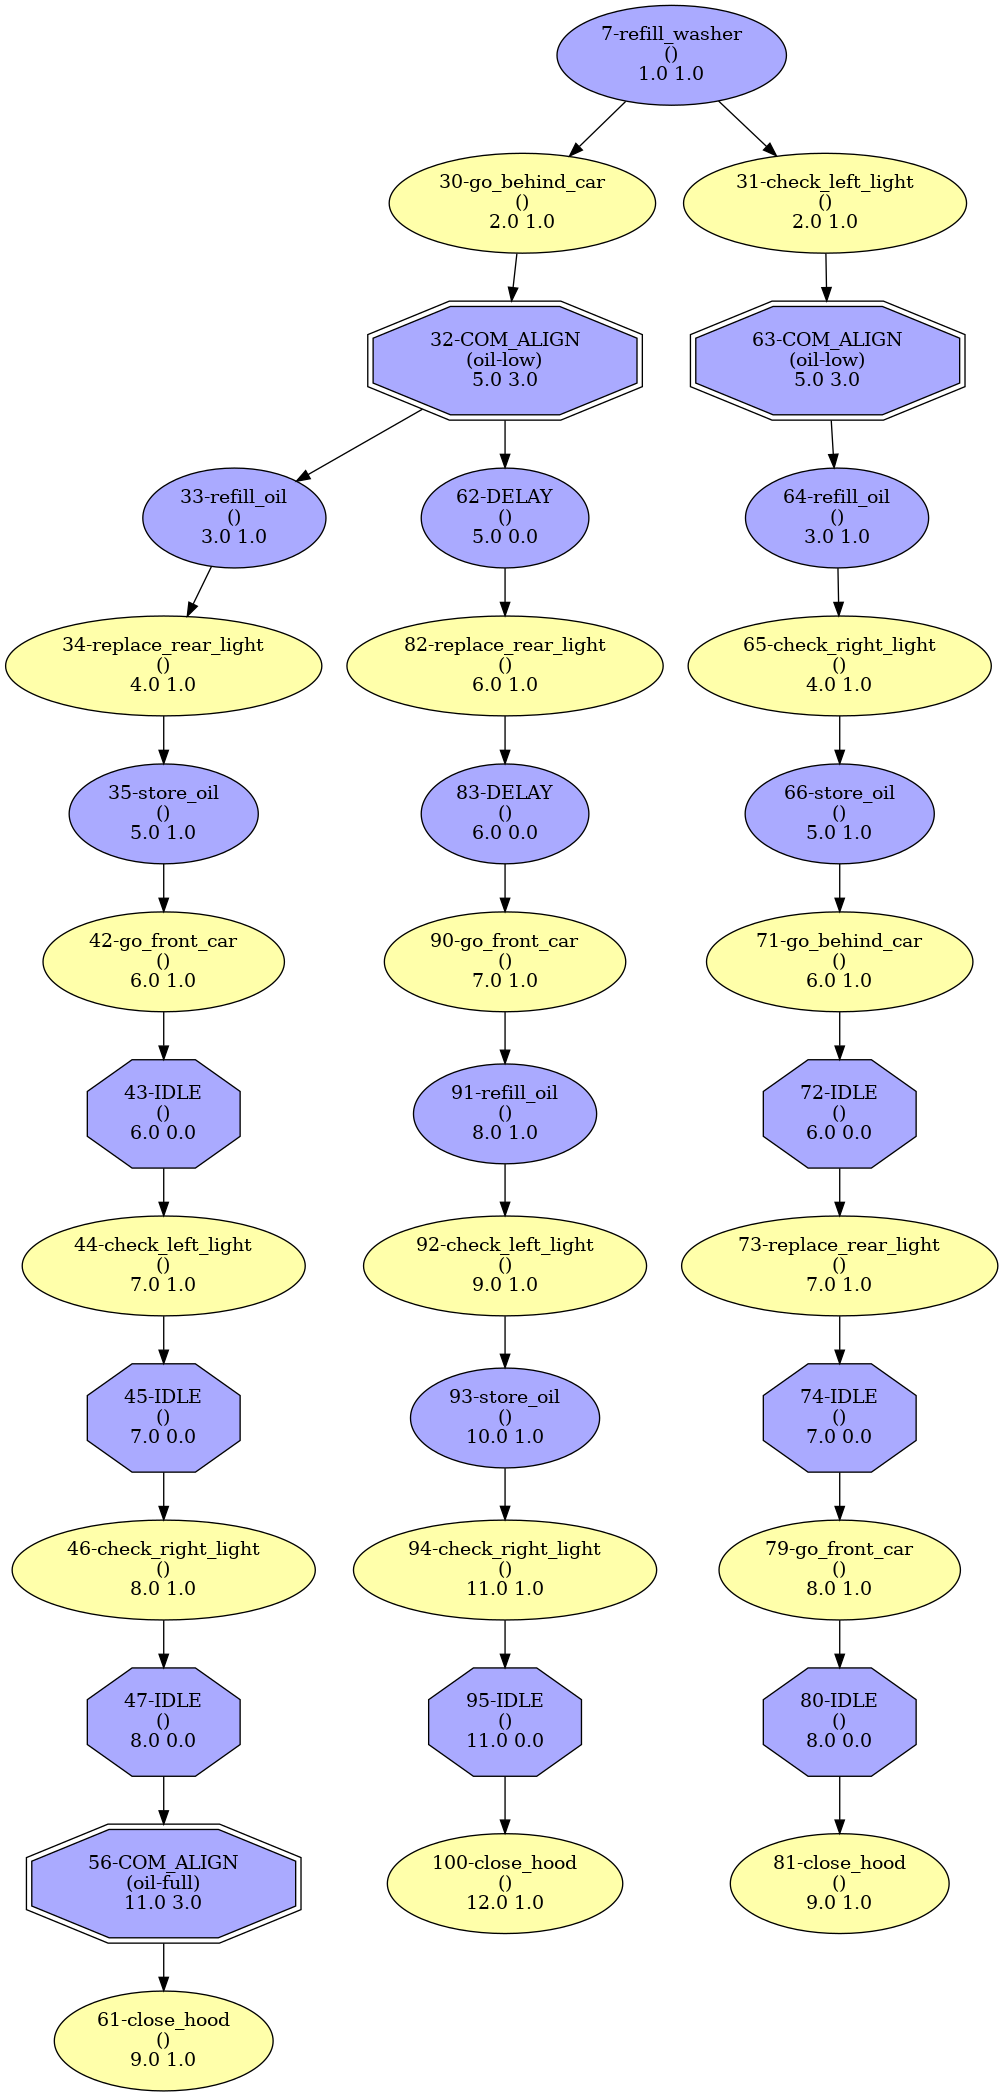 7-refill_washer
()
1.0 1.0
30-go_behind_car
()
2.0 1.0
31-check_left_light
()
2.0 1.0
32-COM_ALIGN
(oil-low)
5.0 3.0
63-COM_ALIGN
(oil-low)
5.0 3.0
33-refill_oil
()
3.0 1.0
62-DELAY
()
5.0 0.0
64-refill_oil
()
3.0 1.0
34-replace_rear_light
()
4.0 1.0
82-replace_rear_light
()
6.0 1.0
65-check_right_light
()
4.0 1.0
35-store_oil
()
5.0 1.0
83-DELAY
()
6.0 0.0
66-store_oil
()
5.0 1.0
42-go_front_car
()
6.0 1.0
90-go_front_car
()
7.0 1.0
71-go_behind_car
()
6.0 1.0
43-IDLE
()
6.0 0.0
91-refill_oil
()
8.0 1.0
72-IDLE
()
6.0 0.0
44-check_left_light
()
7.0 1.0
92-check_left_light
()
9.0 1.0
73-replace_rear_light
()
7.0 1.0
45-IDLE
()
7.0 0.0
93-store_oil
()
10.0 1.0
74-IDLE
()
7.0 0.0
46-check_right_light
()
8.0 1.0
94-check_right_light
()
11.0 1.0
79-go_front_car
()
8.0 1.0
47-IDLE
()
8.0 0.0
95-IDLE
()
11.0 0.0
80-IDLE
()
8.0 0.0
56-COM_ALIGN
(oil-full)
11.0 3.0
100-close_hood
()
12.0 1.0
81-close_hood
()
9.0 1.0
61-close_hood
()
9.0 1.0